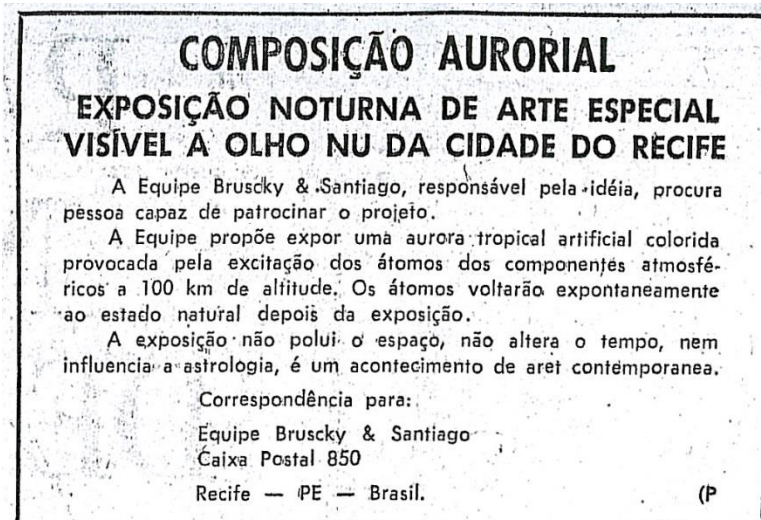 COMPOSIÇÃO AURORIAL
EXPOSIÇÃO NOTURNA DE ARTE ESPECIAL
VISÍVEL A OLHO NU DA CIDADE DO RECIFE
A Equipe Bruscky & Santiago, responsável pela idéia, procura
pessoa capaz de patrocinar o projeto.
A Equipe propõe expor uma aurora tropical artificial colorida
provocada pela excitação dos átomos dos componentes atmosfé-
ricos a 100 km de altitude. Os átomos voltarão expontaneamente
ao estado natural depois da exposição.
A exposição não polui o espaço, não altera o tempo, nem
influencia a astrologia, é um acontecimento de aret contemporanea.
Correspondência para:
Equipe Bruscky & Santiago
Caixa Postal 850
Recife — PE — Brasil. (P